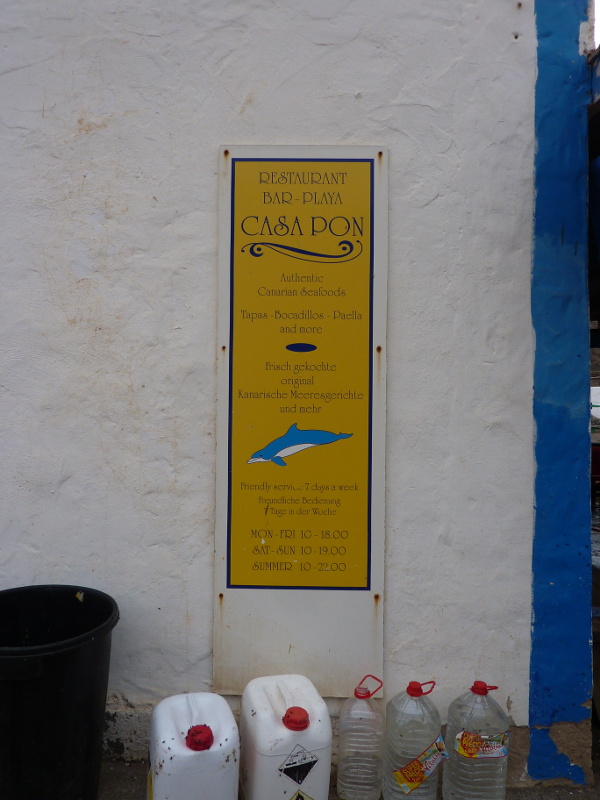 RESTAURANT
BAR - PLAYA
CASA PON
Authentic
Canarian Seafoods
Tapas - Bocadillos - Paella
and more
Frisch gekochte
original
Kanarische Meeresgerichte
und mehr
Friendly service 7 days a week
Freundliche Bedienung
7 Tage in der Woche
MON - FRI 10 - 18.00
SAT - SUN 10 - 19.00
SUMMER 10 - 22.00